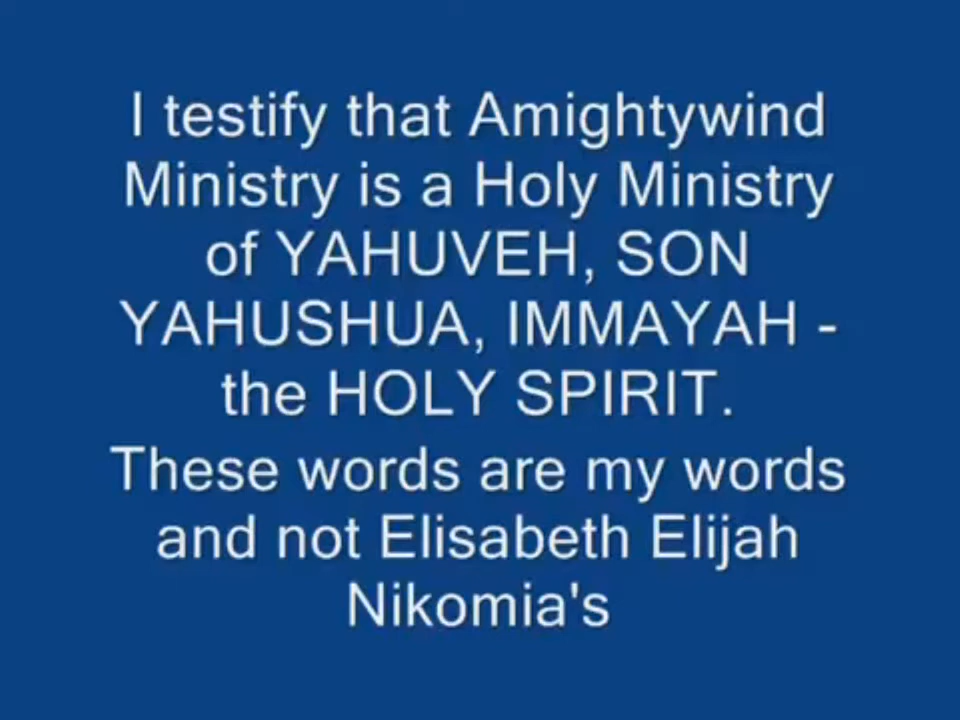 I testify that Amightywind
Ministry is a Holy Ministry
of YAHUVEH, SON
YAHUSHUA, IMMAYAH -
the HOLY SPIRIT.
These words are my words
and not Elisabeth Elijah
Nikomia's